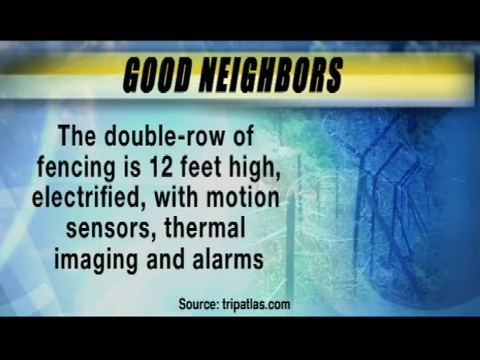 GOOD NEIGHBORS
The double-row of
fencing is 12 feet high,
electrified, with motion
sensors, thermal
imaging and alarms
Source: tripatlas.com